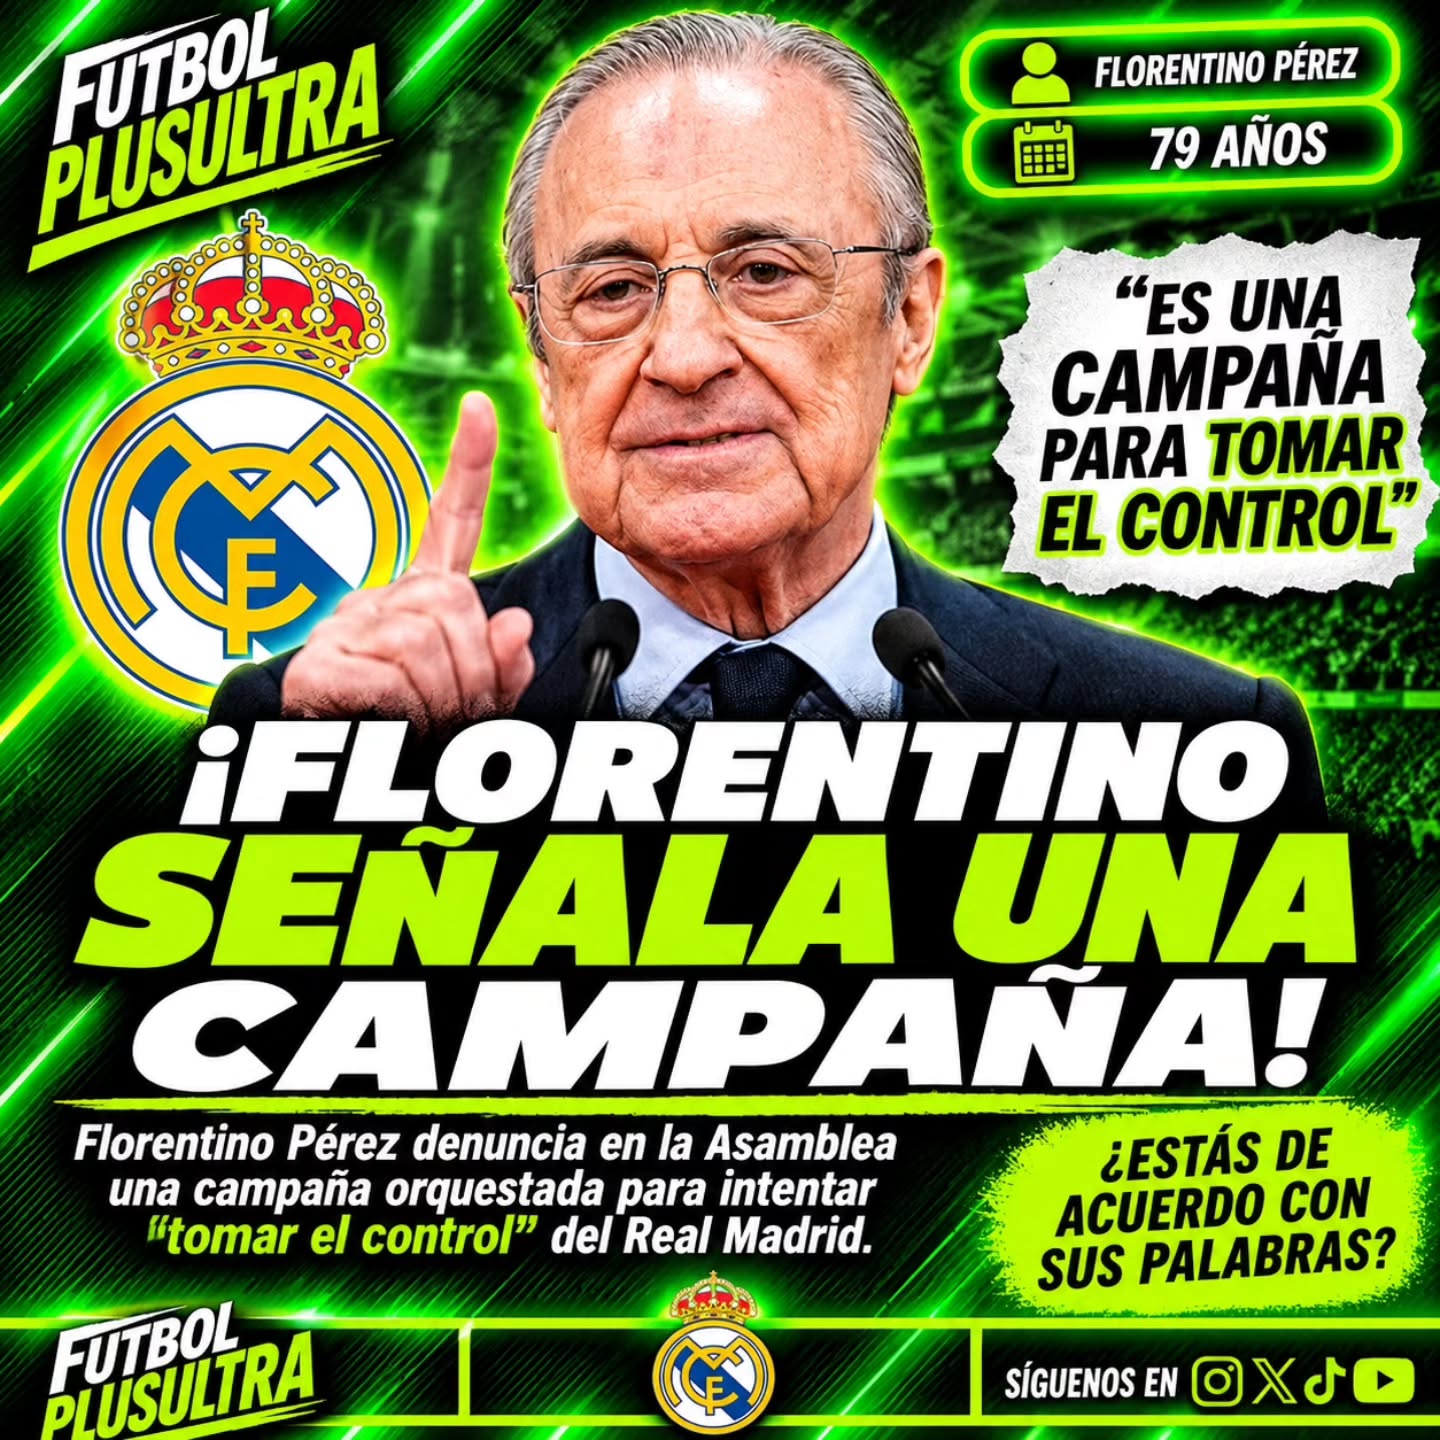 FUTBOL
PLUSULTRA
FLORENTINO PÉREZ
79 AÑOS
“ES UNA
CAMPAÑA
PARA TOMAR
EL CONTROL”
¡FLORENTINO
SEÑALA UNA
CAMPAÑA!
Florentino Pérez denuncia en la Asamblea
una campaña orquestada para intentar
“tomar el control” del Real Madrid.
¿ESTÁS DE
ACUERDO CON
SUS PALABRAS?
FUTBOL
PLUSULTRA
SÍGUENOS EN